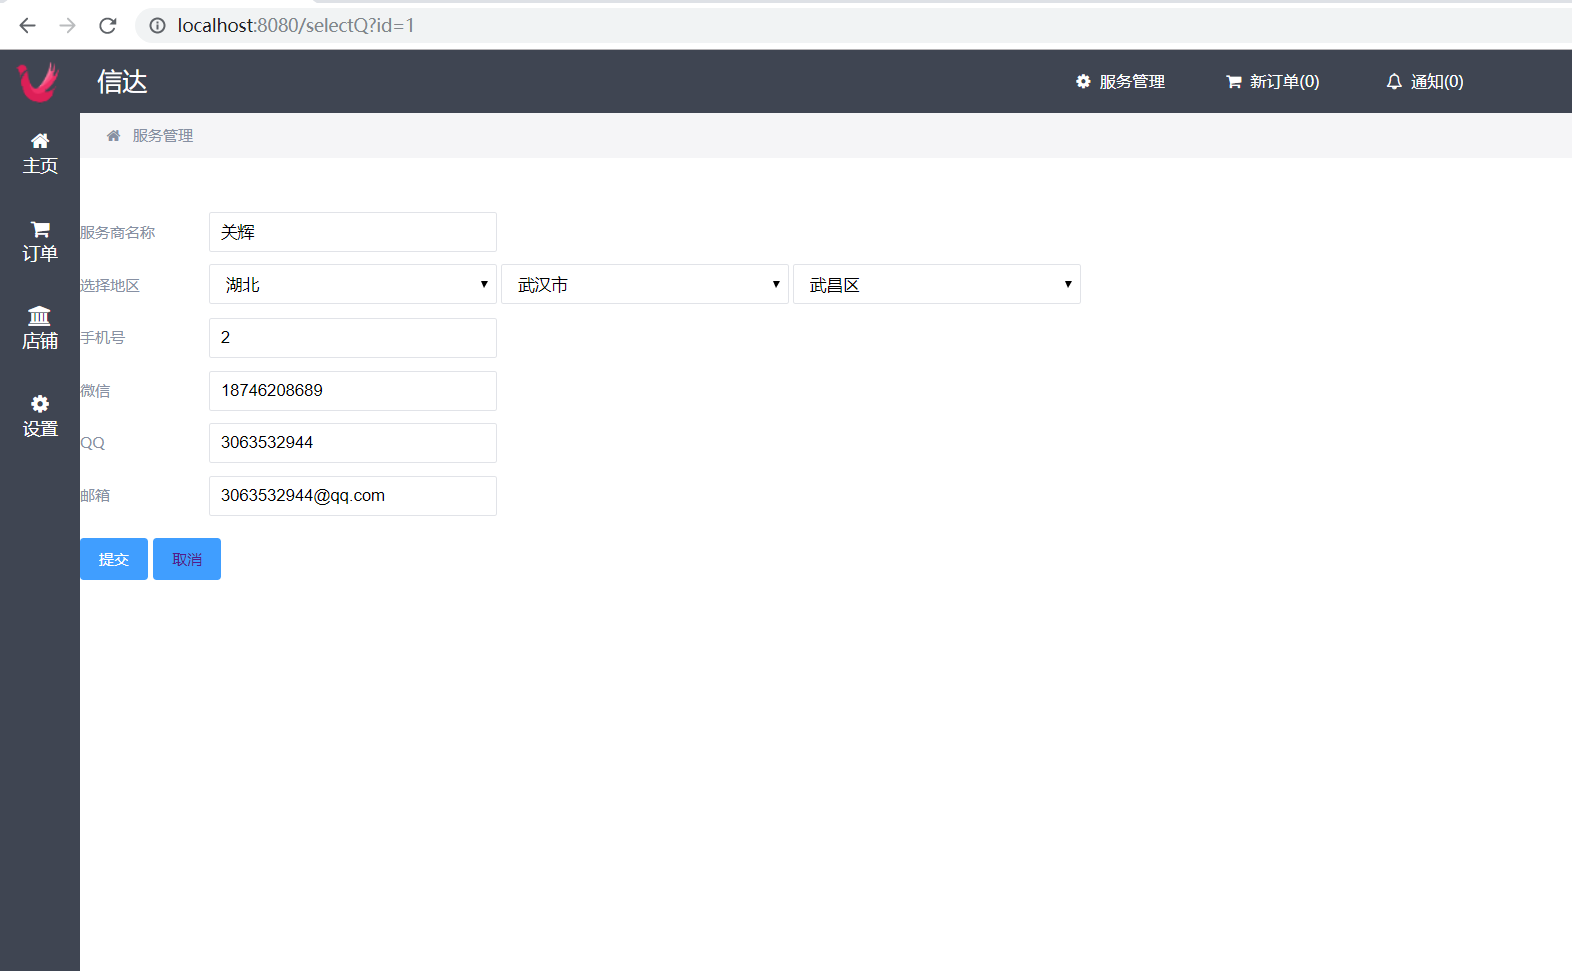 localhost:8080/selectQ?id=1
信达
服务管理
新订单(0)
通知(0)
主页
订单
店铺
设置
服务管理
服务商名称
关辉
选择地区
湖北
武汉市
武昌区
手机号
2
微信
18746208689
QQ
3063532944
邮箱
3063532944@qq.com
提交
取消